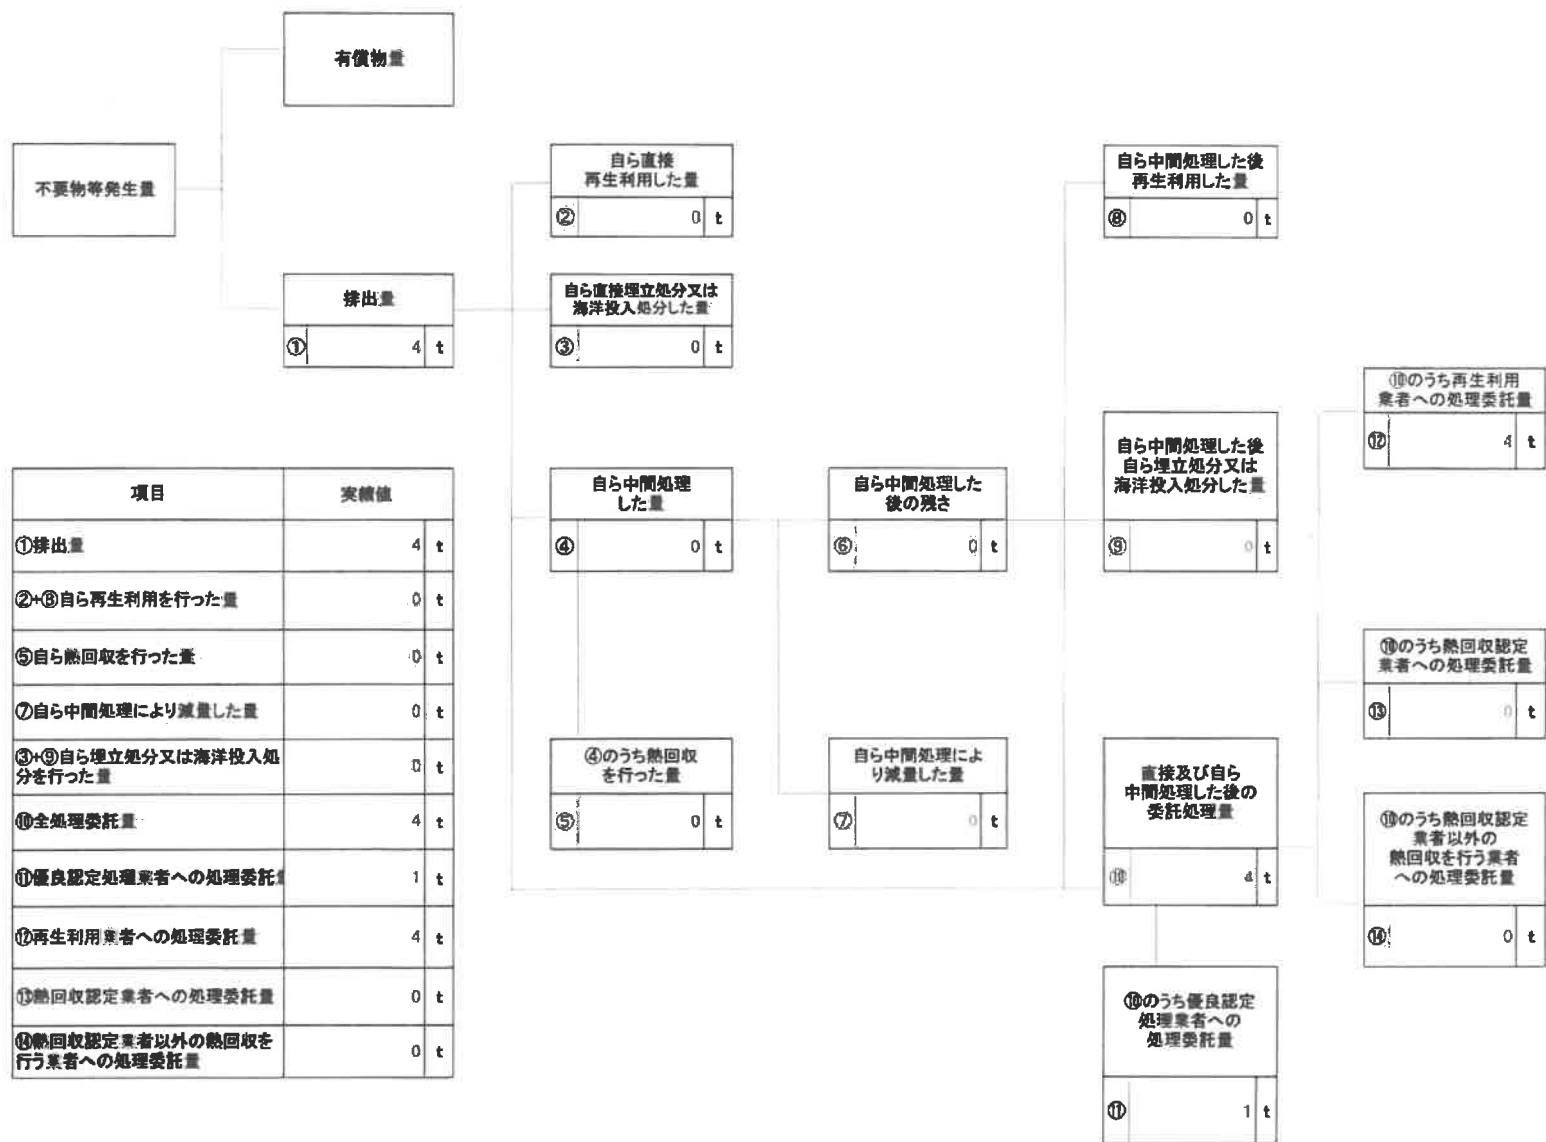 有償物量
不要物等発生量
排出量
① 4 t
自ら直接
再生利用した量
② 0 t
自ら直接埋立処分又は
海洋投入処分した量
③ 0 t
自ら中間処理
した量
④ 0 t
④のうち熱回収
を行った量
⑤ 0 t
自ら中間処理した
後の残さ
⑥ 0 t
自ら中間処理によ
り減量した量
⑦ 0 t
自ら中間処理した後
再生利用した量
⑧ 0 t
自ら中間処理した後
自ら埋立処分又は
海洋投入処分した量
⑨ 0 t
直接及び自ら
中間処理した後の
委託処理量
⑩ 4 t
⑩のうち優良認定
処理業者への
処理委託量
⑪ 1 t
⑩のうち再生利用
業者への処理委託量
⑫ 4 t
⑩のうち熱回収認定
業者への処理委託量
⑬ 0 t
⑩のうち熱回収認定
業者以外の
熱回収を行う業者
への処理委託量
⑭ 0 t
項目 実績値
①排出量 4 t
②+⑧自ら再生利用を行った量 0 t
⑤自ら熱回収を行った量 0 t
⑦自ら中間処理により減量した量 0 t
③+⑨自ら埋立処分又は海洋投入処
分を行った量 0 t
⑩全処理委託量 4 t
⑪優良認定処理業者への処理委託量 1 t
⑫再生利用業者への処理委託量 4 t
⑬熱回収認定業者への処理委託量 0 t
⑭熱回収認定業者以外の熱回収を
行う業者への処理委託量 0 t